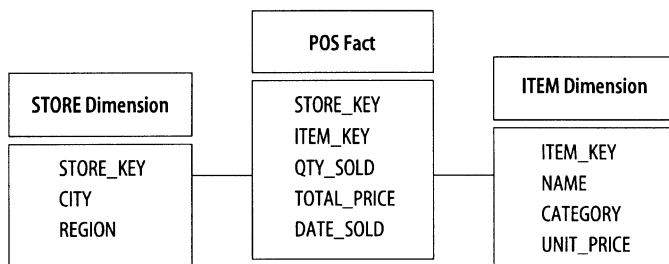 STORE Dimension
STORE_KEY
CITY
REGION
POS Fact
STORE_KEY
ITEM_KEY
QTY_SOLD
TOTAL_PRICE
DATE_SOLD
ITEM Dimension
ITEM_KEY
NAME
CATEGORY
UNIT_PRICE